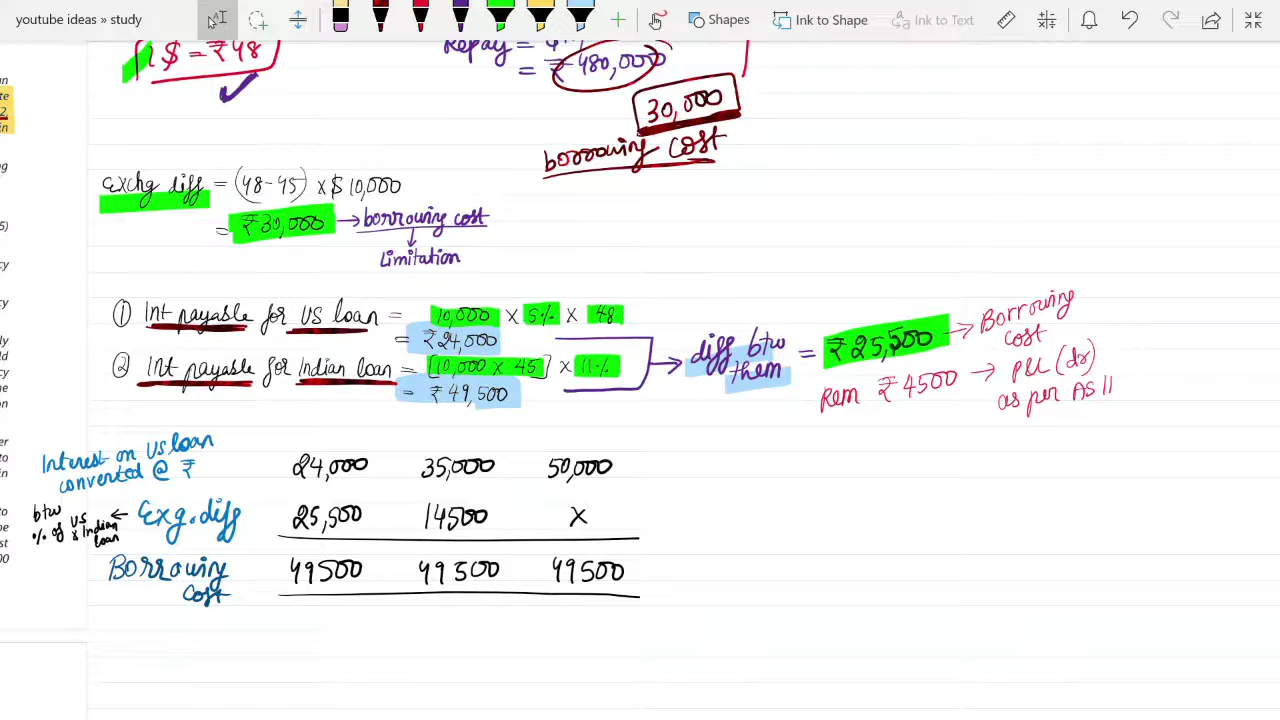 youtube ideas » study
Shapes
Ink to Shape
Ink to Text
1 $ = ₹48
Repay =
= ₹480,000
30,000
borrowing cost
Exchg diff = (48-45) × $10,000
= ₹30,000 → borrowing cost
Limitation
① Int payable for US loan = 10,000 × 5% × 48
= ₹24,000
② Int payable for Indian loan = [10,000 × 45] × 11%
= ₹49,500
diff btw them = ₹25,500 → Borrowing cost
Rem ₹4500 → P&L (dr)
as per AS 11
Interest on US loan
converted @ ₹
24,000 35,000 50,000
btw % of US & Indian loan ← Exg. diff 25,500 14500 ×
Borrowing cost 49500 49500 49500